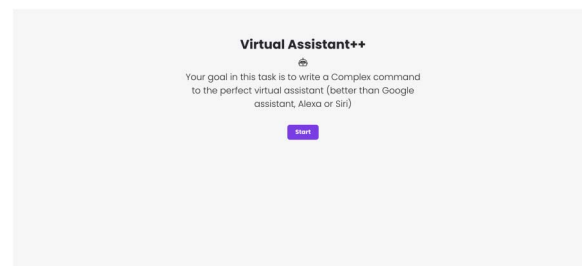 Virtual Assistant++
Your goal in this task is to write a Complex command
to the perfect virtual assistant (better than Google
assistant, Alexa or Siri)
Start